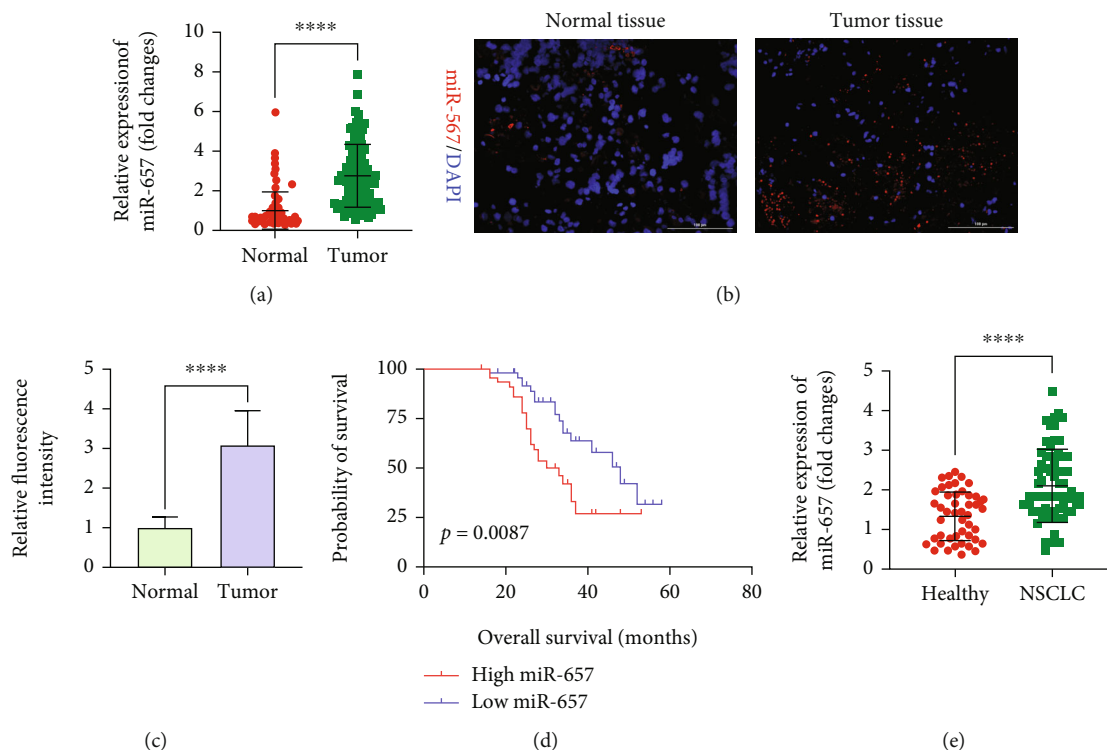 Relative expressionof
miR-657 (fold changes)
10
8
6
4
2
0
****
Normal
Tumor
(a)
Normal tissue
Tumor tissue
miR-567/DAPI
(b)
Relative fluorescence
intensity
5
4
3
2
1
0
****
Normal
Tumor
(c)
Probability of survival
100
75
50
25
0
p = 0.0087
0
20
40
60
80
Overall survival (months)
High miR-657
Low miR-657
(d)
Relative expression of
miR-657 (fold changes)
5
4
3
2
1
0
****
Healthy
NSCLC
(e)